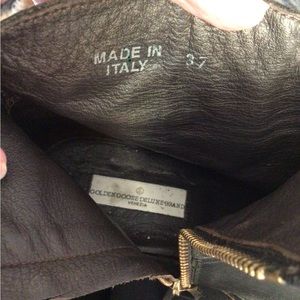 MADE IN
ITALY 37
GOLDEN GOOSE DELUXE BRAND
VENEZIA